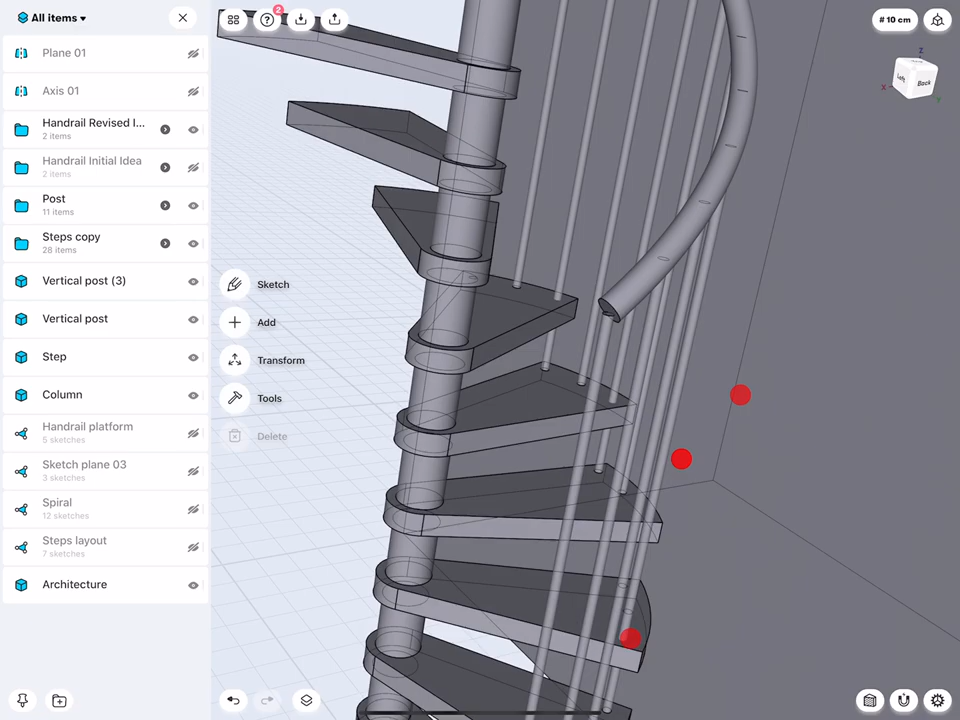 All items
2
# 10 cm
Z
Left
Back
X
Y
Plane 01
Axis 01
Handrail Revised I...
2 items
Handrail Initial Idea
2 items
Post
11 items
Steps copy
28 items
Vertical post (3)
Vertical post
Step
Column
Handrail platform
5 sketches
Sketch plane 03
3 sketches
Spiral
12 sketches
Steps layout
7 sketches
Architecture
Sketch
Add
Transform
Tools
Delete